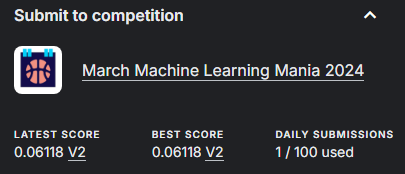 Submit to competition
March Machine Learning Mania 2024
LATEST SCORE BEST SCORE DAILY SUBMISSIONS
0.06118 V2 0.06118 V2 1 / 100 used